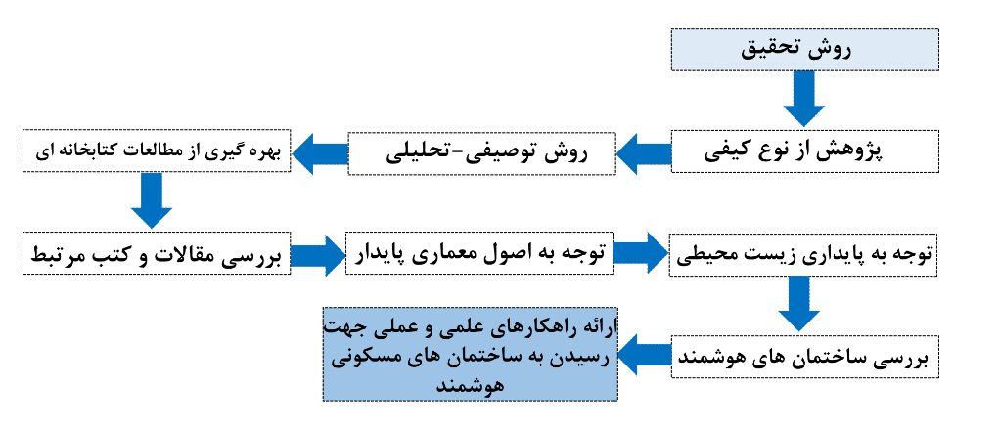 روش تحقیق
پژوهش از نوع کیفی
روش توصیفی-تحلیلی
بهره گیری از مطالعات کتابخانه ای
بررسی مقالات و کتب مرتبط
توجه به اصول معماری پایدار
توجه به پایداری زیست محیطی
بررسی ساختمان های هوشمند
ارائه راهکارهای علمی و عملی جهت
رسیدن به ساختمان های مسکونی
هوشمند